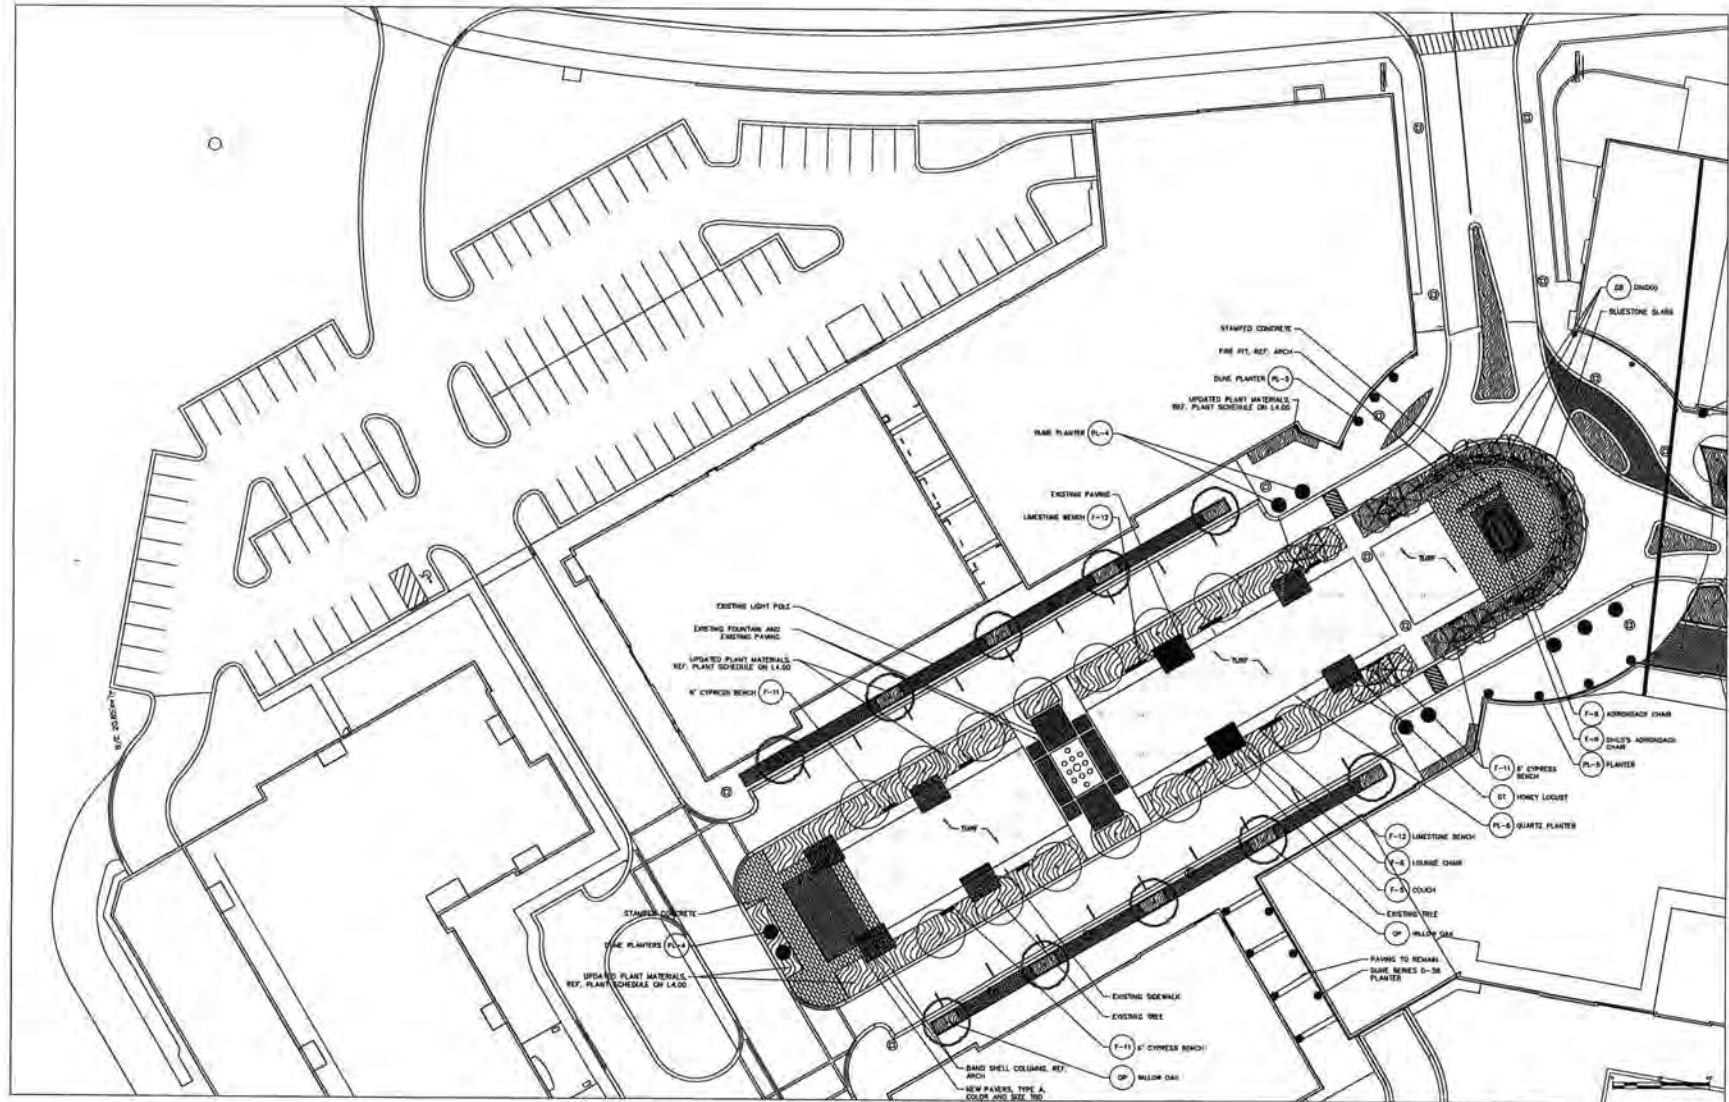 GB GINKGO
BLUESTONE SLABS
STAMPED CONCRETE
FIRE PIT, REF. ARCH
DUNE PLANTER PL-5
UPDATED PLANT MATERIALS,
REF. PLANT SCHEDULE ON L4.00
DUNE PLANTER PL-4
EXISTING PAVING
LIMESTONE BENCH F-12
TURF
EXISTING LIGHT POLE
EXISTING FOUNTAIN AND
EXISTING PAVING
UPDATED PLANT MATERIALS,
REF. PLANT SCHEDULE ON L4.00
6' CYPRESS BENCH F-11
TURF
TURF
F-8 ADIRONDACK CHAIR
F-9 CHILD'S ADIRONDACK
CHAIR
PL-5 PLANTER
F-11 6' CYPRESS
BENCH
GT HONEY LOCUST
PL-6 QUARTZ PLANTER
F-12 LIMESTONE BENCH
F-6 LOUNGE CHAIR
F-5 COUCH
EXISTING TREE
QP WILLOW OAK
PAVING TO REMAIN
DUNE SERIES D-36
PLANTER
STAMPED CONCRETE
DUNE PLANTERS PL-4
UPDATED PLANT MATERIALS,
REF. PLANT SCHEDULE ON L4.00
EXISTING SIDEWALK
EXISTING TREE
F-11 6' CYPRESS BENCH
QP WILLOW OAK
BAND SHELL COLUMNS, REF.
ARCH
NEW PAVERS, TYPE A,
COLOR AND SIZE TBD